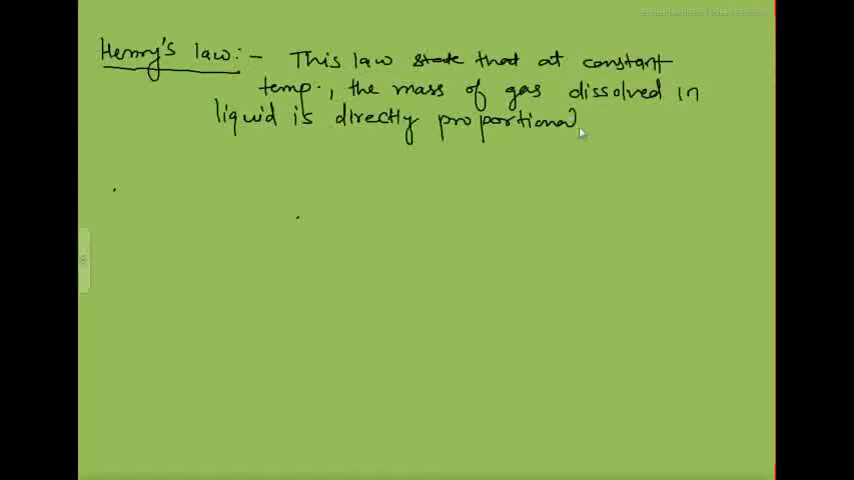 Henry's law:- This law state that at constant
temp., the mass of gas dissolved in
liquid is directly proportional